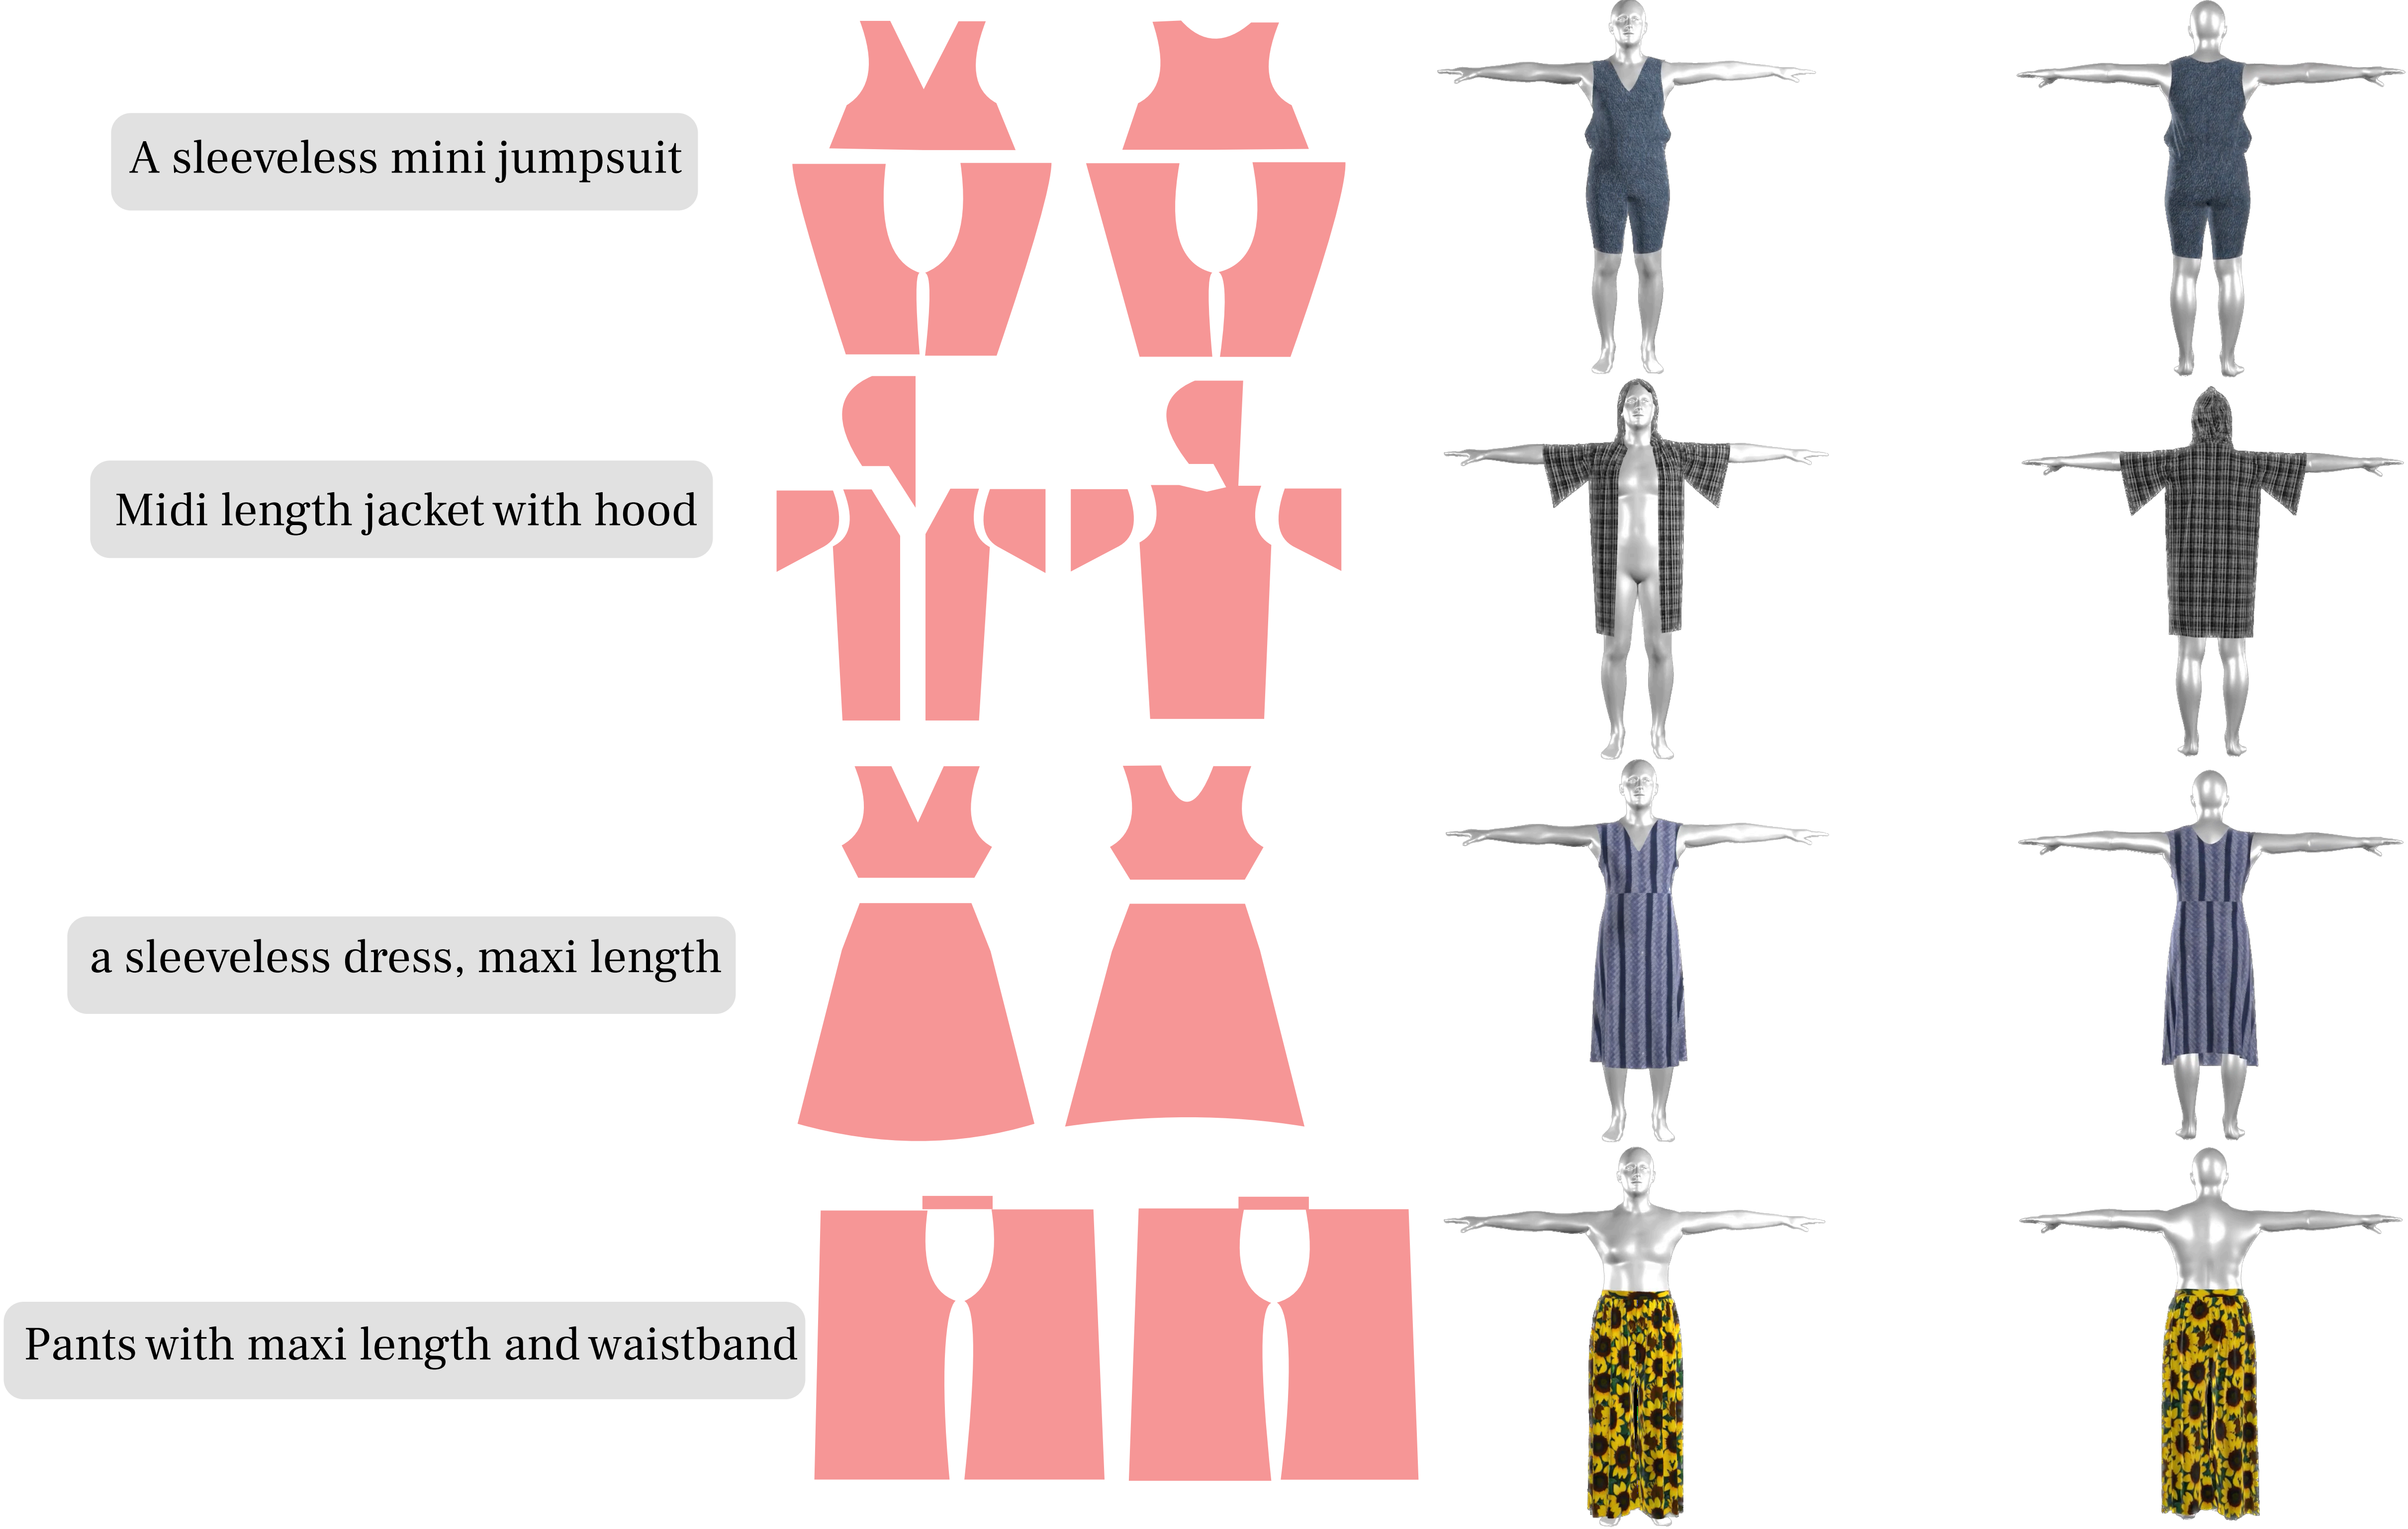 A sleeveless mini jumpsuit
Midi length jacket with hood
a sleeveless dress, maxi length
Pants with maxi length and waistband